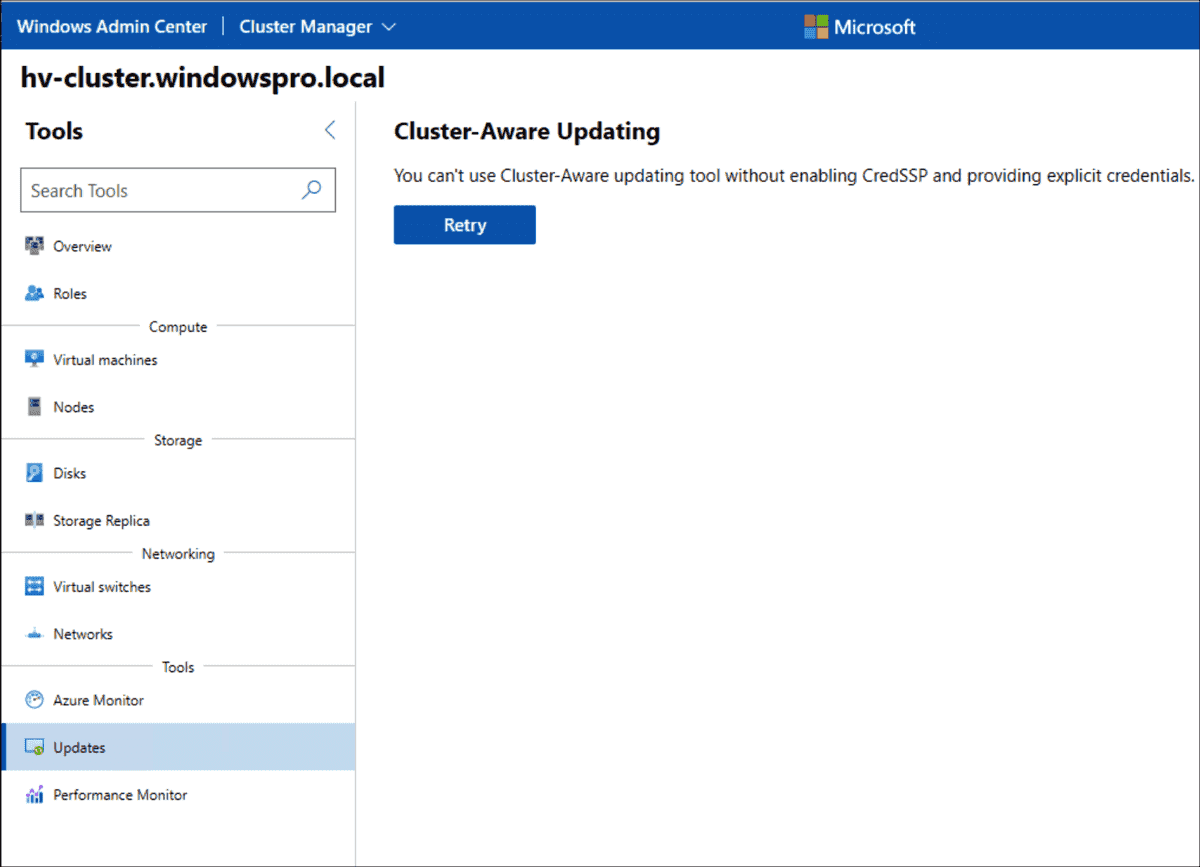 Windows Admin Center | Cluster Manager
Microsoft
hv-cluster.windowspro.local
Tools
Search Tools
Overview
Roles
Compute
Virtual machines
Nodes
Storage
Disks
Storage Replica
Networking
Virtual switches
Networks
Tools
Azure Monitor
Updates
Performance Monitor
Cluster-Aware Updating
You can't use Cluster-Aware updating tool without enabling CredSSP and providing explicit credentials.
Retry